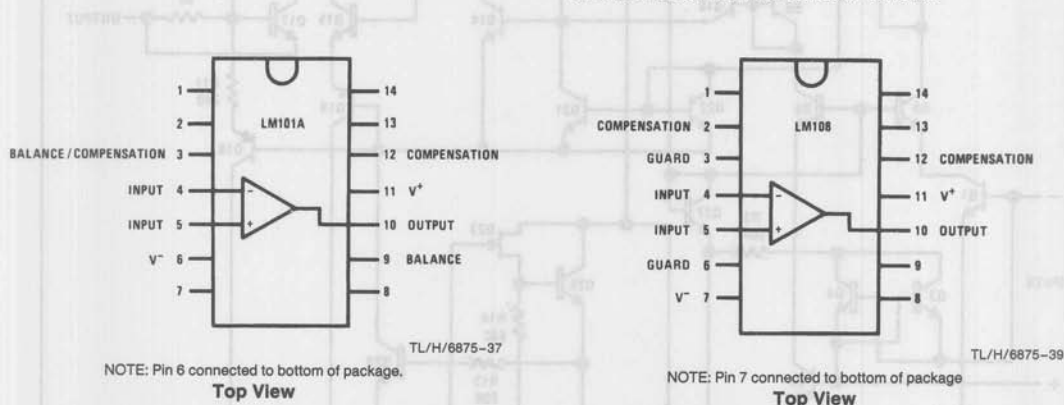 1
2
BALANCE/COMPENSATION 3
INPUT 4
INPUT 5
V- 6
7
LM101A
-
+
14
13
12 COMPENSATION
11 V+
10 OUTPUT
9 BALANCE
8
TL/H/6875-37
NOTE: Pin 6 connected to bottom of package.
Top View
1
COMPENSATION 2
GUARD 3
INPUT 4
INPUT 5
GUARD 6
V- 7
LM108
-
+
14
13
12 COMPENSATION
11 V+
10 OUTPUT
9
8
TL/H/6875-39
NOTE: Pin 7 connected to bottom of package
Top View